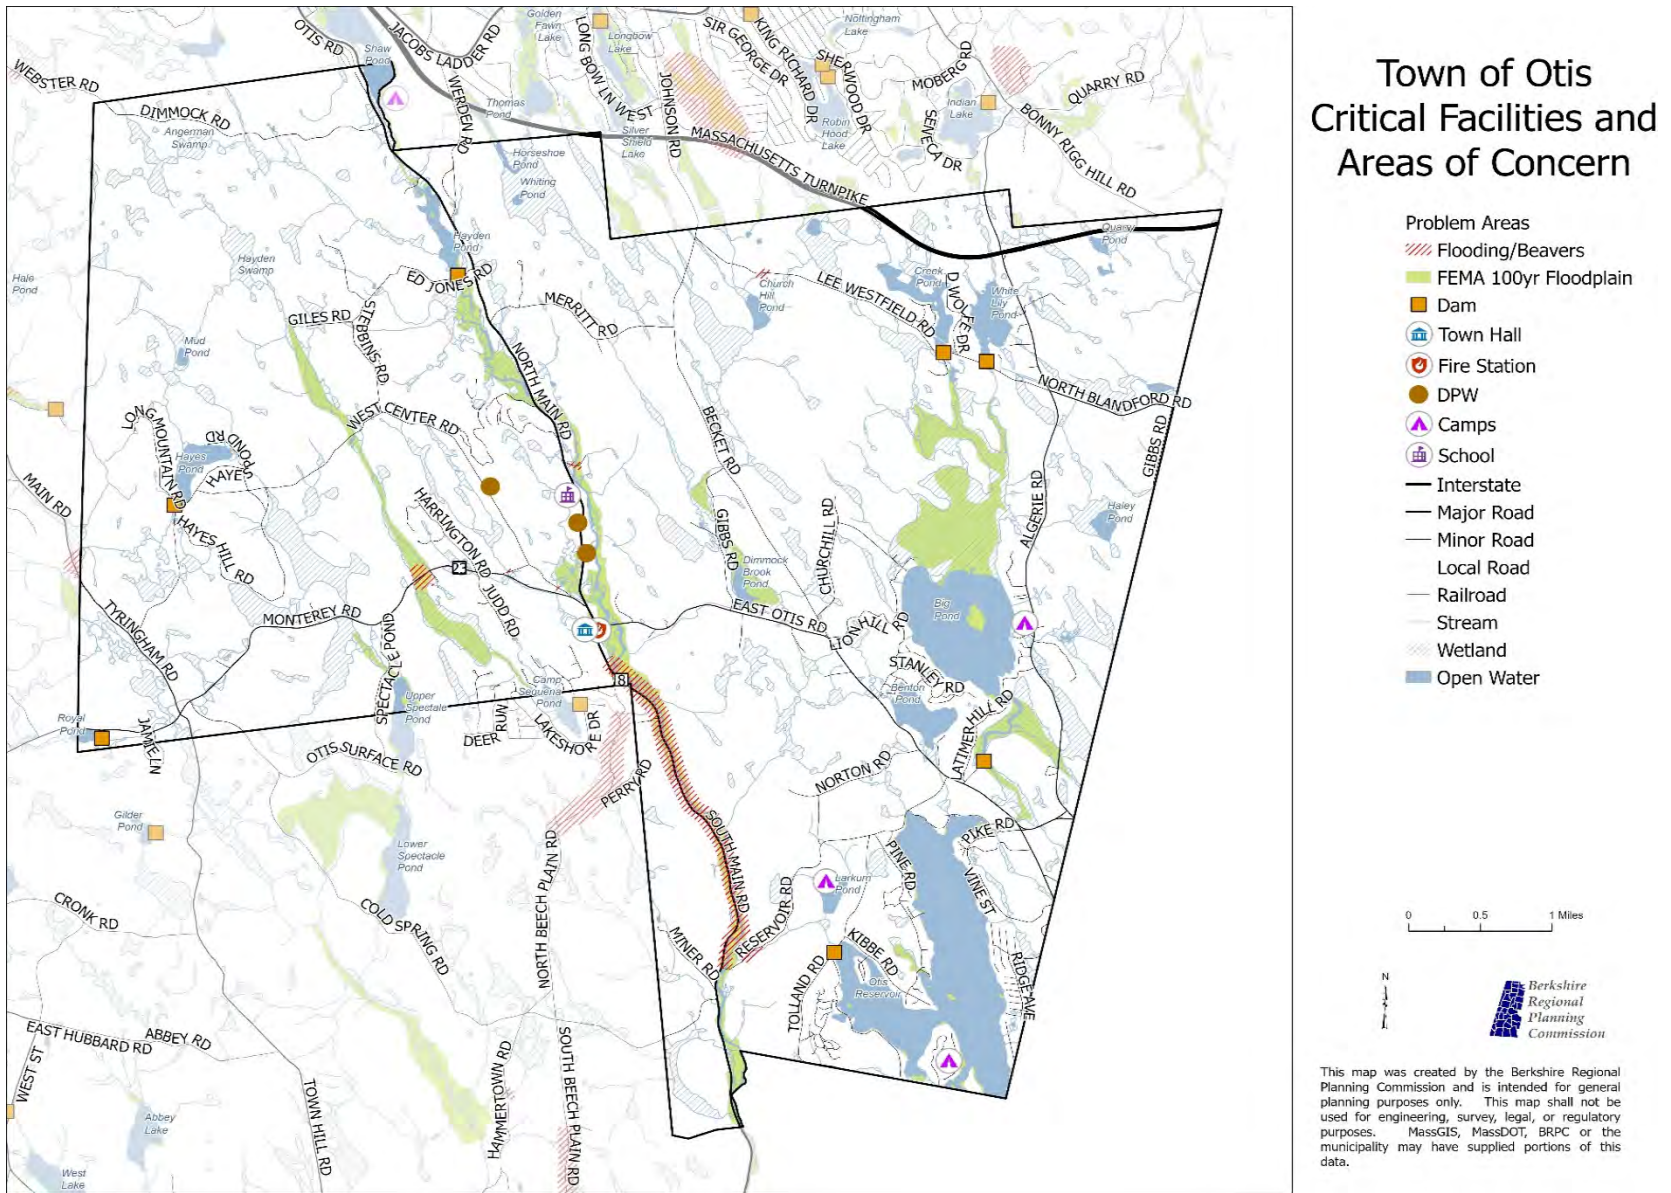 Town of Otis
Critical Facilities and
Areas of Concern
Problem Areas
Flooding/Beavers
FEMA 100yr Floodplain
Dam
Town Hall
Fire Station
DPW
Camps
School
Interstate
Major Road
Minor Road
Local Road
Railroad
Stream
Wetland
Open Water
0 0.5 1 Miles
N
Berkshire
Regional
Planning
Commission
This map was created by the Berkshire Regional
Planning Commission and is intended for general
planning purposes only. This map shall not be
used for engineering, survey, legal, or regulatory
purposes. MassGIS, MassDOT, BRPC or the
municipality may have supplied portions of this
data.
OTIS RD
JACOBS LADDER RD
Golden
Fawn
Lake
LONG BOW LN WEST
Longbow
Lake
SIR GEORGE DR
KING RICHARD DR
Nottingham
Lake
SHERWOOD DR
MOBERG RD
QUARRY RD
Shaw
Pond
WEBSTER RD
WERDEN RD
JOHNSON RD
DIMMOCK RD
Angerman
Swamp
Thomas
Pond
Silver
Shield
Lake
Robin
Hood
Lake
Indian
Lake
SENECA DR
BONNY RIGG HILL RD
MASSACHUSETTS TURNPIKE
Horseshoe
Pond
Whiting
Pond
Quarry
Pond
Hayden
Pond
Hayden
Swamp
Hale
Pond
ED JONES RD
Church
Hill
Pond
LEE WESTFIELD RD
Creek
Pond
D WOLFE DR
White
Lily
Pond
MERRITT RD
GILES RD
STEBBINS RD
Mud
Pond
NORTH MAIN RD
NORTH BLANDFORD RD
LONG MOUNTAIN RD
WEST CENTER RD
BECKET RD
GIBBS RD
Hayes
Pond
HAYES POND RD
MAIN RD
HARRINGTON RD
HAYES HILL RD
GIBBS RD
CHURCHILL RD
ALGERIE RD
Haley
Pond
23
Dimmock
Brook
Pond
JUDD RD
MONTEREY RD
TYRINGHAM RD
EAST OTIS RD
LION HILL RD
Big
Pond
SPECTACLE POND
STANLEY RD
Benton
Pond
LATIMER HILL RD
8
Camp
Sequena
Pond
Upper
Spectale
Pond
Royal
Pond
JAMIE LN
DEER RUN
LAKESHORE DR
OTIS SURFACE RD
PERRY RD
NORTON RD
SOUTH MAIN RD
Gilder
Pond
Lower
Spectacle
Pond
NORTH BEECH PLAIN RD
PIKE RD
PINE RD
VINE ST
Larkum
Pond
RESERVOIR RD
CRONK RD
COLD SPRING RD
MINER RD
KIBBE RD
TOLLAND RD
Otis
Reservoir
RIDGE AVE
EAST HUBBARD RD
ABBEY RD
WEST ST
TOWN HILL RD
HAMMERTOWN RD
SOUTH BEECH PLAIN RD
Abbey
Lake
West
Lake